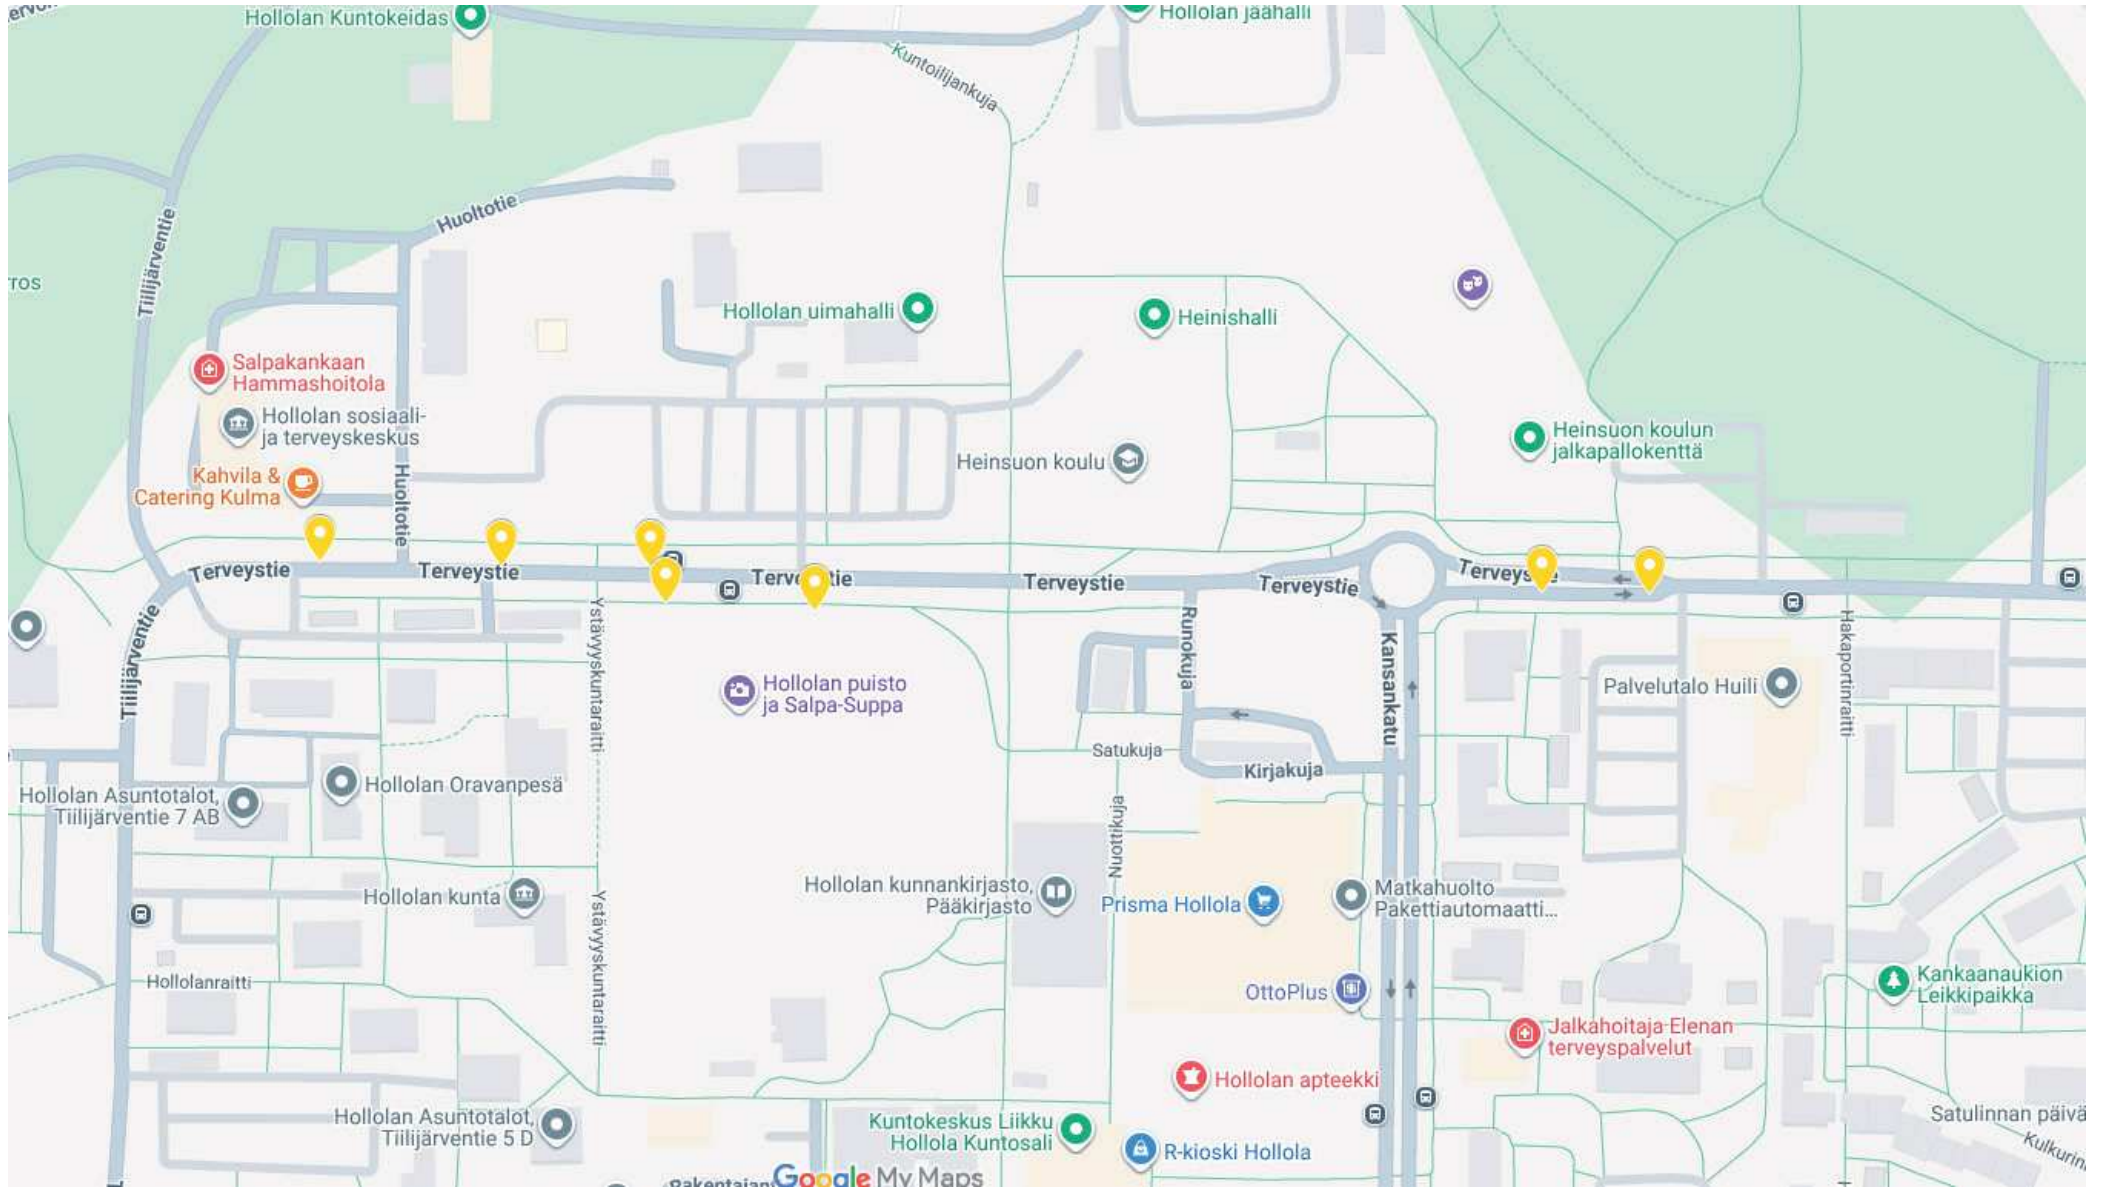 Hollolan Kuntokeidas
Hollolan jäähalli
Kuntoilijankuja
Huoltotie
Tiilijärventie
Hollolan uimahalli
Heinishalli
Salpakankaan
Hammashoitola
Hollolan sosiaali-
ja terveyskeskus
Kahvila &
Catering Kulma
Huoltotie
Heinsuon koulu
Heinsuon koulun
jalkapallokenttä
Terveystie
Terveystie
Terveystie
Terveystie
Terveystie
Tiilijärventie
Ystävyyskuntaraitti
Runokuja
Kansankatu
Hakaportinraitti
Hollolan puisto
ja Salpa-Suppa
Palvelutalo Huili
Satukuja
Kirjakuja
Hollolan Oravanpesä
Hollolan Asuntotalot,
Tiilijärventie 7 AB
Nuottikuja
Hollolan kunta
Hollolan kunnankirjasto,
Pääkirjasto
Prisma Hollola
Matkahuolto
Pakettiautomaatti...
Ystävyyskuntaraitti
Hollolanraitti
OttoPlus
Kankaanaukion
Leikkipaikka
Jalkahoitaja Elenan
terveyspalvelut
Hollolan apteekki
Hollolan Asuntotalot,
Tiilijärventie 5 D
Kuntokeskus Liikku
Hollola Kuntosali
R-kioski Hollola
Satulinnan päivä
Kulkurin
Google My Maps